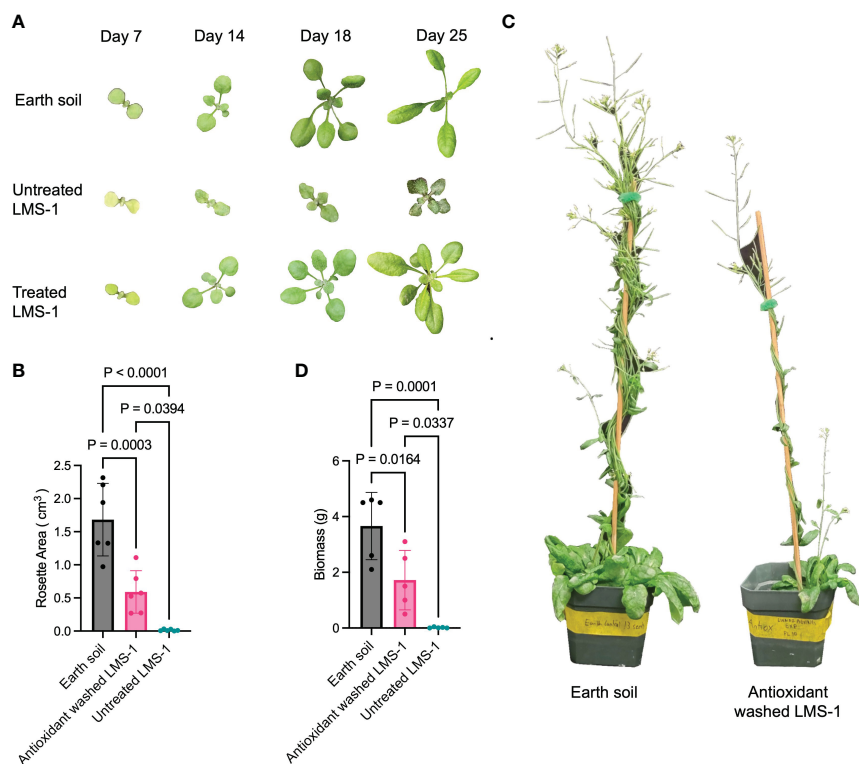 A
Day 7 Day 14 Day 18 Day 25
Earth soil
Untreated
LMS-1
Treated
LMS-1
B
P < 0.0001
P = 0.0394
P = 0.0003
Rosette Area ( cm³ )
2.5
2.0
1.5
1.0
0.5
0.0
Earth soil
Antioxidant washed LMS-1
Untreated LMS-1
D
P = 0.0001
P = 0.0337
P = 0.0164
Biomass (g)
6
4
2
0
Earth soil
Antioxidant washed LMS-1
Untreated LMS-1
C
Earth soil
Antioxidant
washed LMS-1